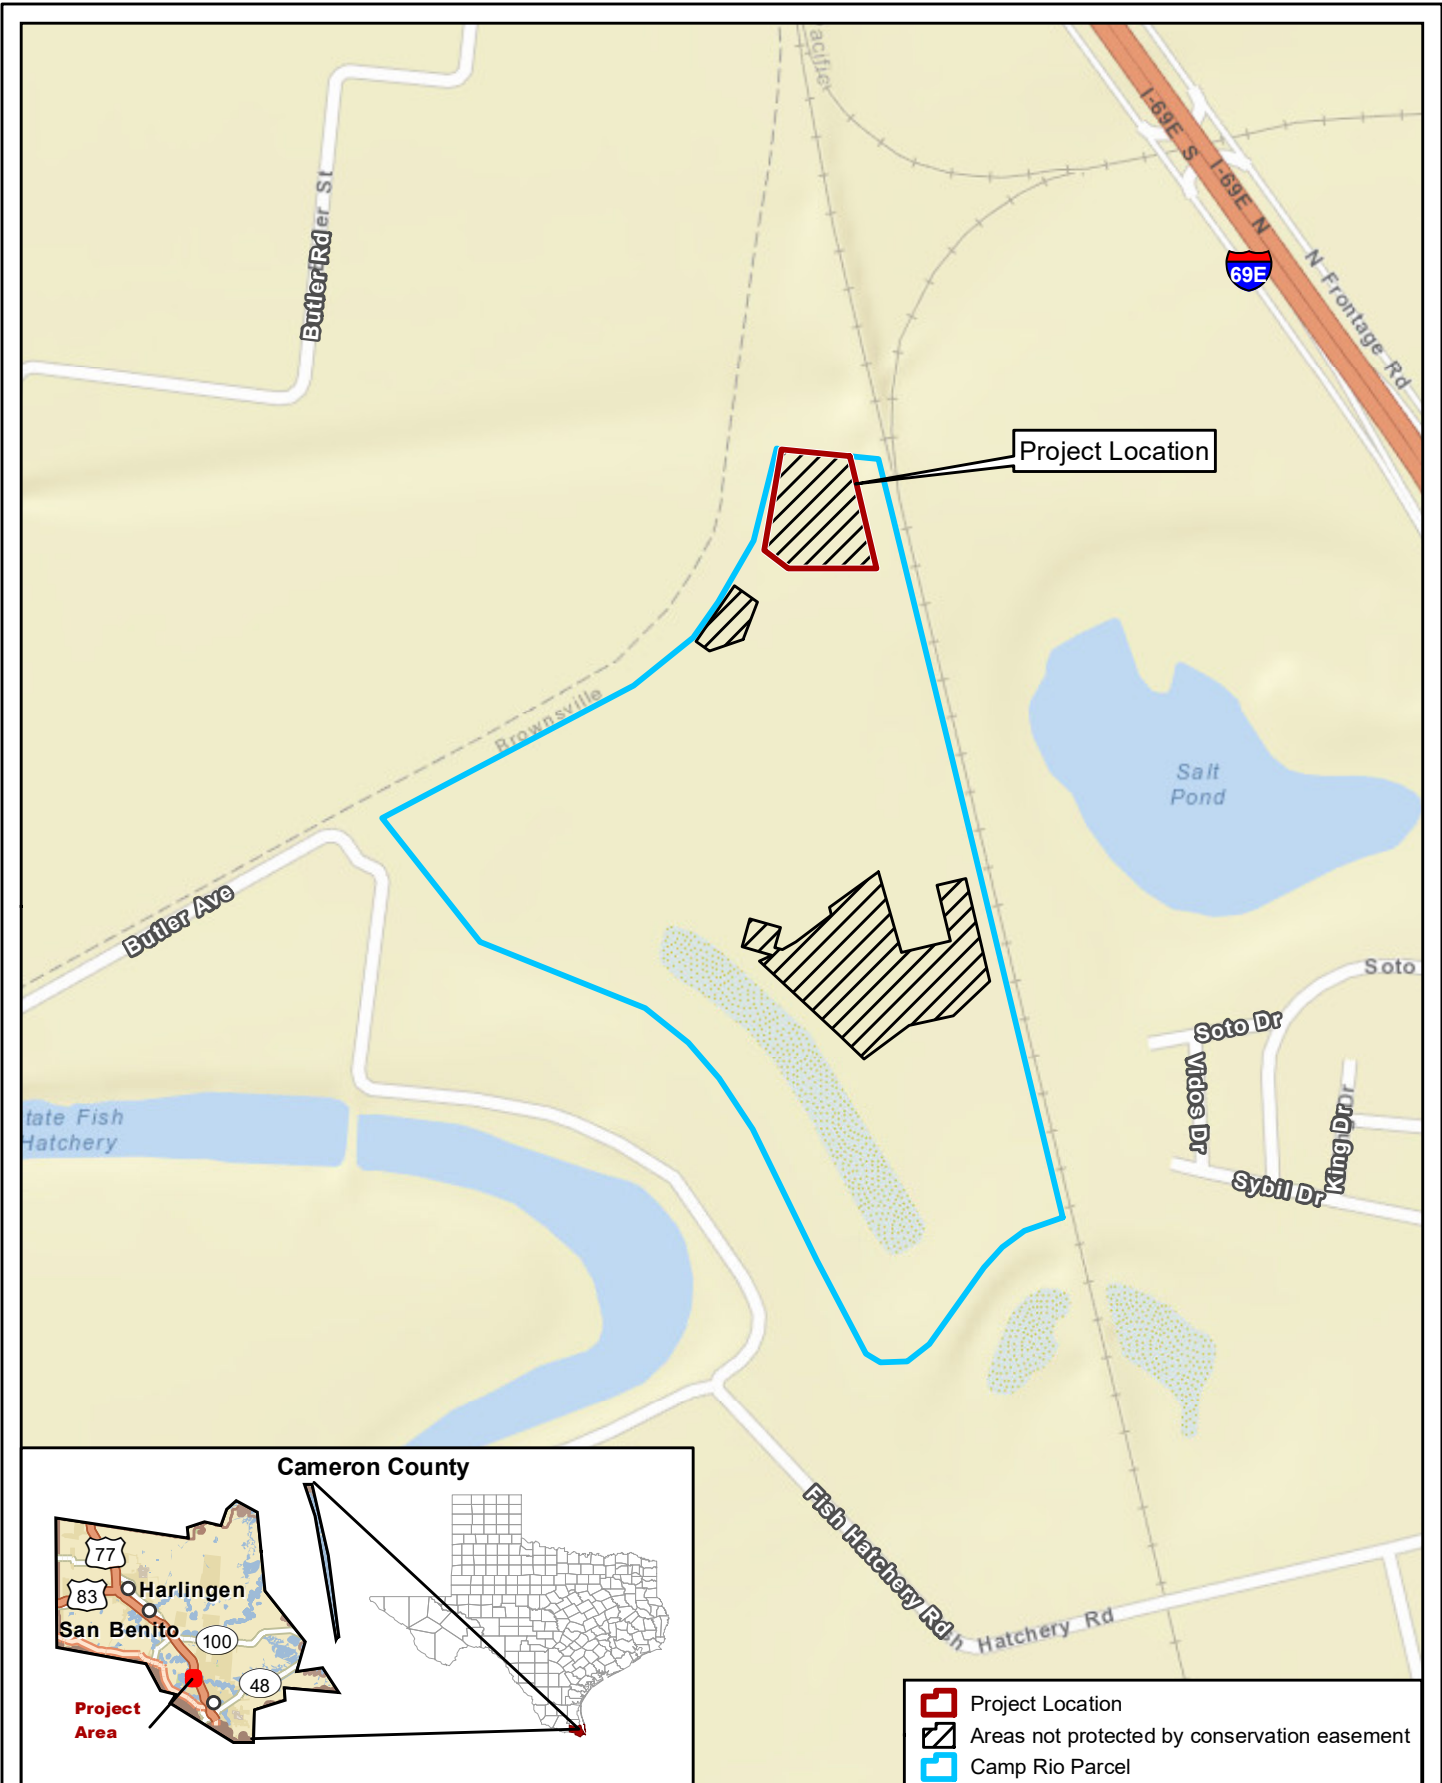 acific
I-69E S
I-69E N
N Frontage Rd
69E
er St
Butler Rd
Project Location
Brownsville
Salt
Pond
Butler Ave
Soto
Soto Dr
Vidos Dr
King Dr
Dr
Sybil Dr
tate Fish
Hatchery
Fish Hatchery Rd
h Hatchery Rd
Cameron County
77
83
Harlingen
San Benito
100
48
Project
Area
Project Location
Areas not protected by conservation easement
Camp Rio Parcel